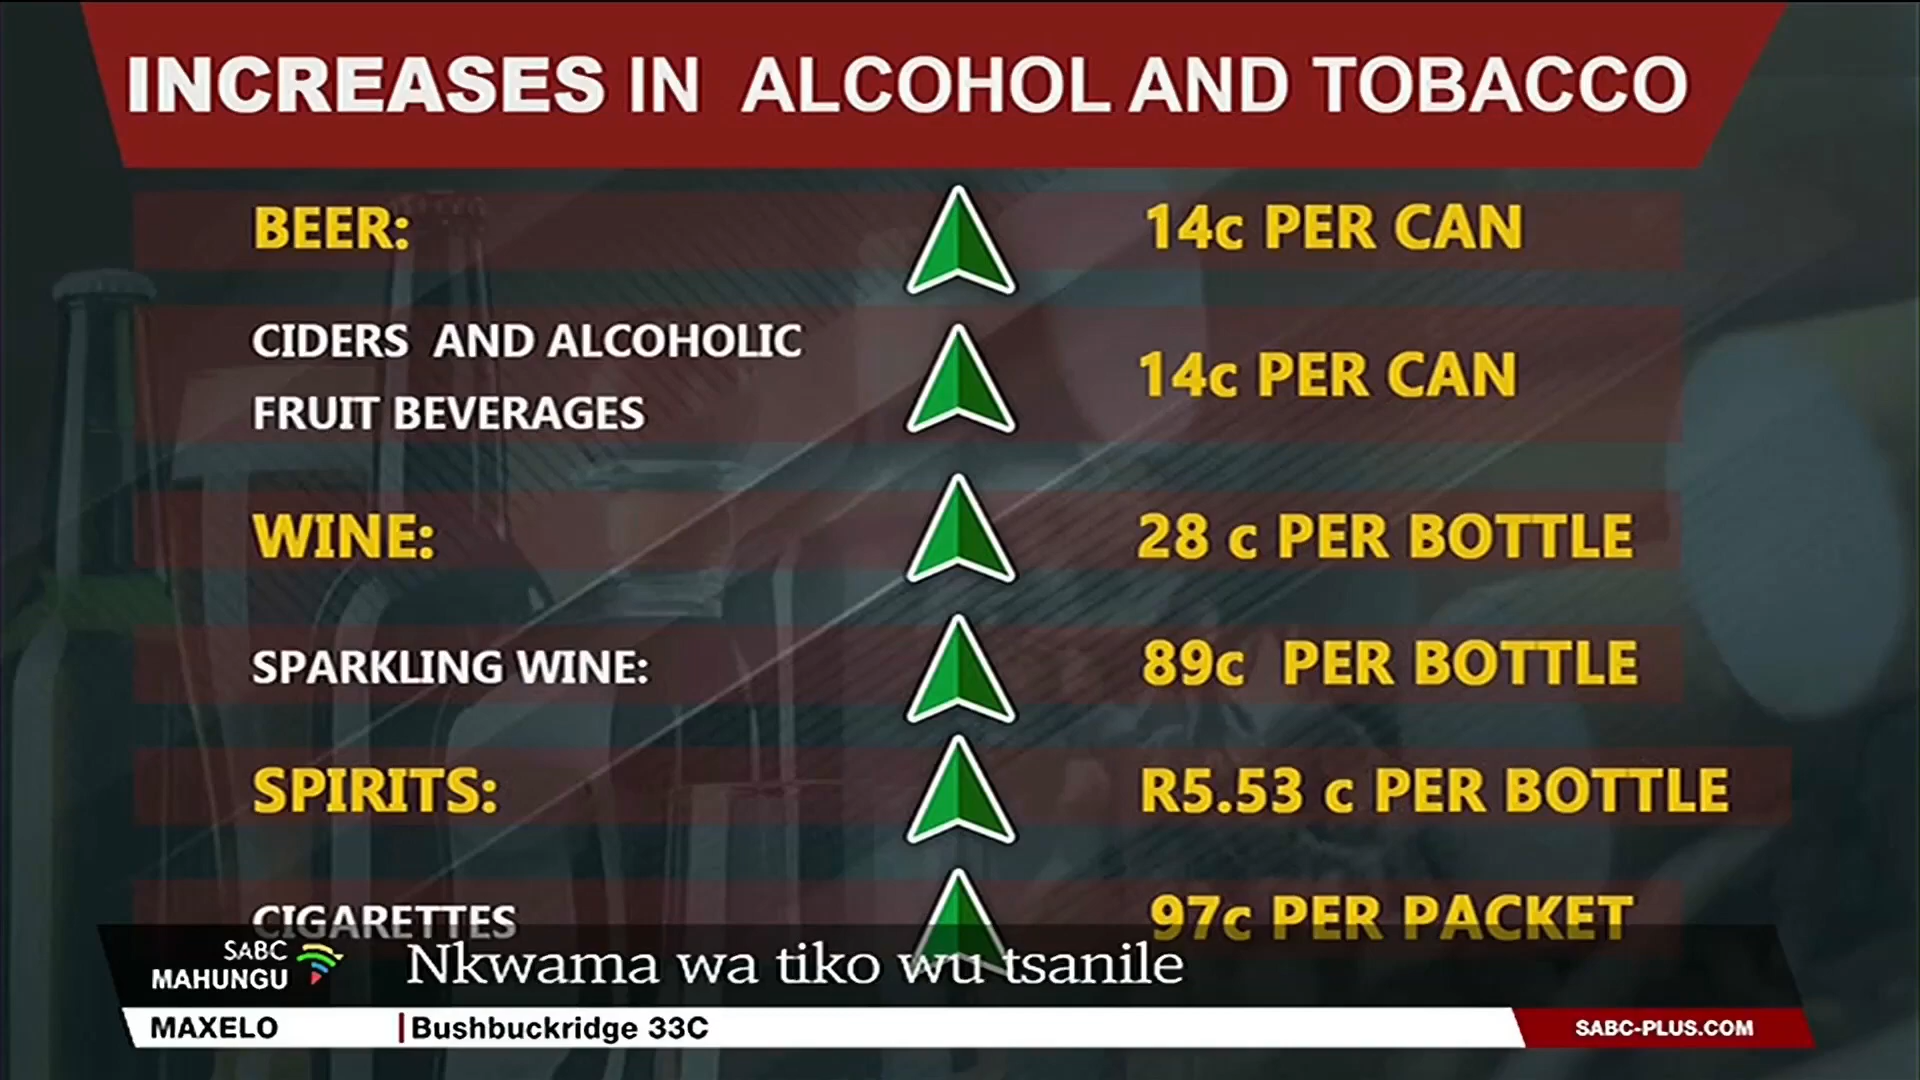 INCREASES IN ALCOHOL AND TOBACCO
BEER: 14c PER CAN
CIDERS AND ALCOHOLIC
FRUIT BEVERAGES
14c PER CAN
WINE: 28 c PER BOTTLE
SPARKLING WINE: 89c PER BOTTLE
SPIRITS: R5.53 c PER BOTTLE
CIGARETTES 97c PER PACKET
SABC
MAHUNGU
Nkwama wa tiko wu tsanile
MAXELO Bushbuckridge 33C
SABC-PLUS.COM